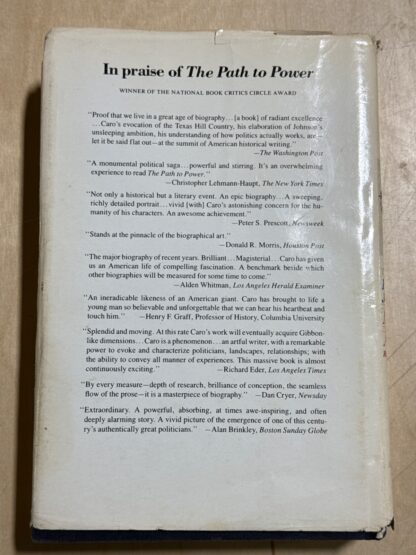 In praise of The Path to Power
WINNER OF THE NATIONAL BOOK CRITICS CIRCLE AWARD
"Proof that we live in a great age of biography...[a book] of radiant excellence
...Caro's evocation of the Texas Hill Country, his elaboration of Johnson's
unsleeping ambition, his understanding of how politics actually works, are—
let it be said flat out—at the summit of American historical writing."
—The Washington Post
"A monumental political saga...powerful and stirring. It's an overwhelming
experience to read The Path to Power."
—Christopher Lehmann-Haupt, The New York Times
"Not only a historical but a literary event. An epic biography...A sweeping,
richly detailed portrait...vivid [with] Caro's astonishing concern for the hu-
manity of his characters. An awesome achievement."
—Peter S. Prescott, Newsweek
"Stands at the pinnacle of the biographical art."
—Donald R. Morris, Houston Post
"The major biography of recent years. Brilliant...Magisterial...Caro has given
us an American life of compelling fascination. A benchmark beside which
other biographies will be measured for some time to come."
—Alden Whitman, Los Angeles Herald Examiner
"An ineradicable likeness of an American giant. Caro has brought to life a
young man so believable and unforgettable that we can hear his heartbeat and
touch him." —Henry F. Graff, Professor of History, Columbia University
"Splendid and moving. At this rate Caro's work will eventually acquire Gibbon-
like dimensions...Caro is a phenomenon...an artful writer, with a remarkable
power to evoke and characterize politicians, landscapes, relationships; with
the ability to convey all manner of experiences. This massive book is almost
continuously exciting." —Richard Eder, Los Angeles Times
"By every measure—depth of research, brilliance of conception, the seamless
flow of the prose—it is a masterpiece of biography." —Dan Cryer, Newsday
"Extraordinary. A powerful, absorbing, at times awe-inspiring, and often
deeply alarming story. A vivid picture of the emergence of one of this cen-
tury's authentically great politicians." —Alan Brinkley, Boston Sunday Globe